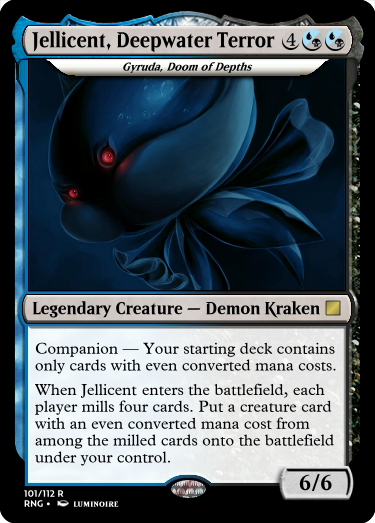 Jellicent, Deepwater Terror 4
Gyruda, Doom of Depths
Legendary Creature — Demon Kraken
Companion — Your starting deck contains
only cards with even converted mana costs.
When Jellicent enters the battlefield, each
player mills four cards. Put a creature card
with an even converted mana cost from
among the milled cards onto the battlefield
under your control.
6/6
101/112 R
RNG • LUMINOIRE